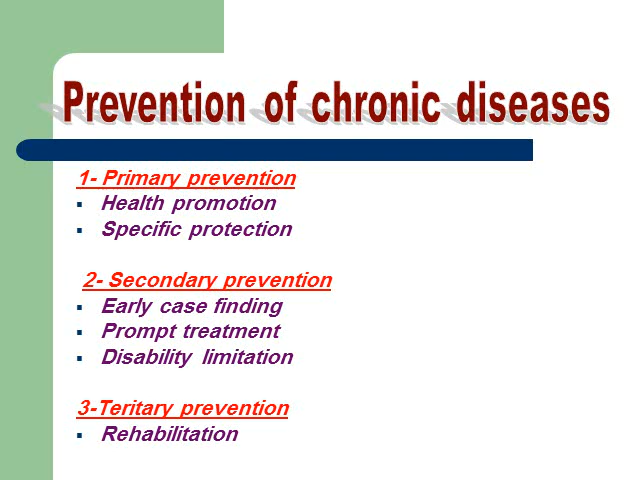 Prevention of chronic diseases
1- Primary prevention
▪ Health promotion
▪ Specific protection
2- Secondary prevention
▪ Early case finding
▪ Prompt treatment
▪ Disability limitation
3-Teritary prevention
▪ Rehabilitation